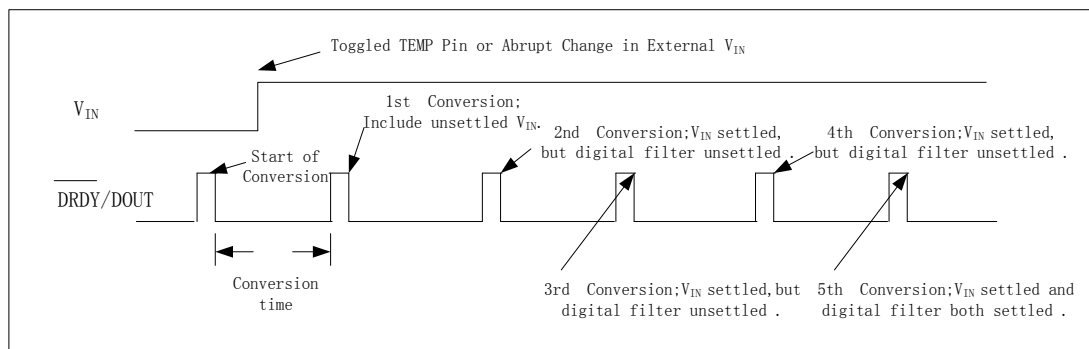 Toggled TEMP Pin or Abrupt Change in External VIN
VIN
1st Conversion;
Include unsettled VIN.
2nd Conversion;VIN settled,
but digital filter unsettled .
4th Conversion;VIN settled,
but digital filter unsettled .
Start of
Conversion
DRDY/DOUT
Conversion
time
3rd Conversion;VIN settled,but
digital filter unsettled .
5th Conversion;VIN settled and
digital filter both settled .